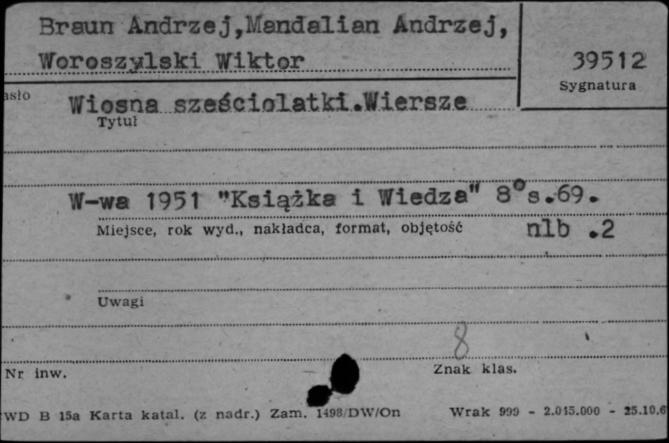 Braun Andrzej,Mandalian Andrzej,
Woroszylski Wiktor
39512
Sygnatura
asło
Wiosna sześciolatki.Wiersze
Tytuł
W-wa 1951 "Książka i Wiedza" 8° s.69.
Miejsce, rok wyd., nakładca, format, objętość
nlb .2
Uwagi
8
Nr inw.
Znak klas.
WD B 15a Karta katal. (z nadr.) Zam. 1498/DW/On Wrak 999 - 2.015.000 - 25.10.6